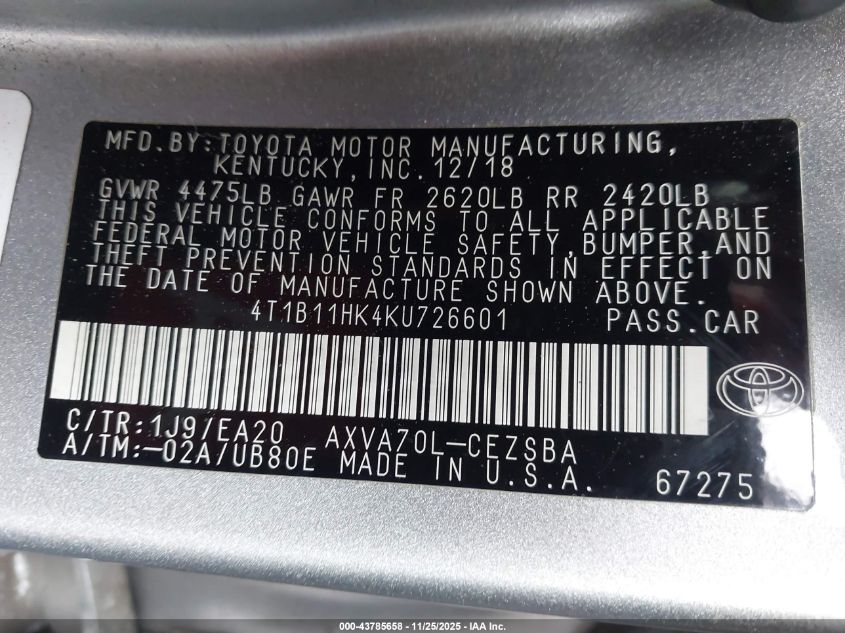 MFD.BY:TOYOTA MOTOR MANUFACTURING,
KENTUCKY,INC.12/18
GVWR 4475LB GAWR FR 2620LB RR 2420LB
THIS VEHICLE CONFORMS TO ALL APPLICABLE
FEDERAL MOTOR VEHICLE SAFETY,BUMPER,AND
THEFT PREVENTION STANDARDS IN EFFECT ON
THE DATE OF MANUFACTURE SHOWN ABOVE.
4T1B11HK4KU726601 PASS.CAR
C/TR:1J9/EA20 AXVA70L-CEZSBA
A/TM:-02A/UB80E MADE IN U.S.A. 67275
000-43785658 - 11/25/2025 - IAA Inc.